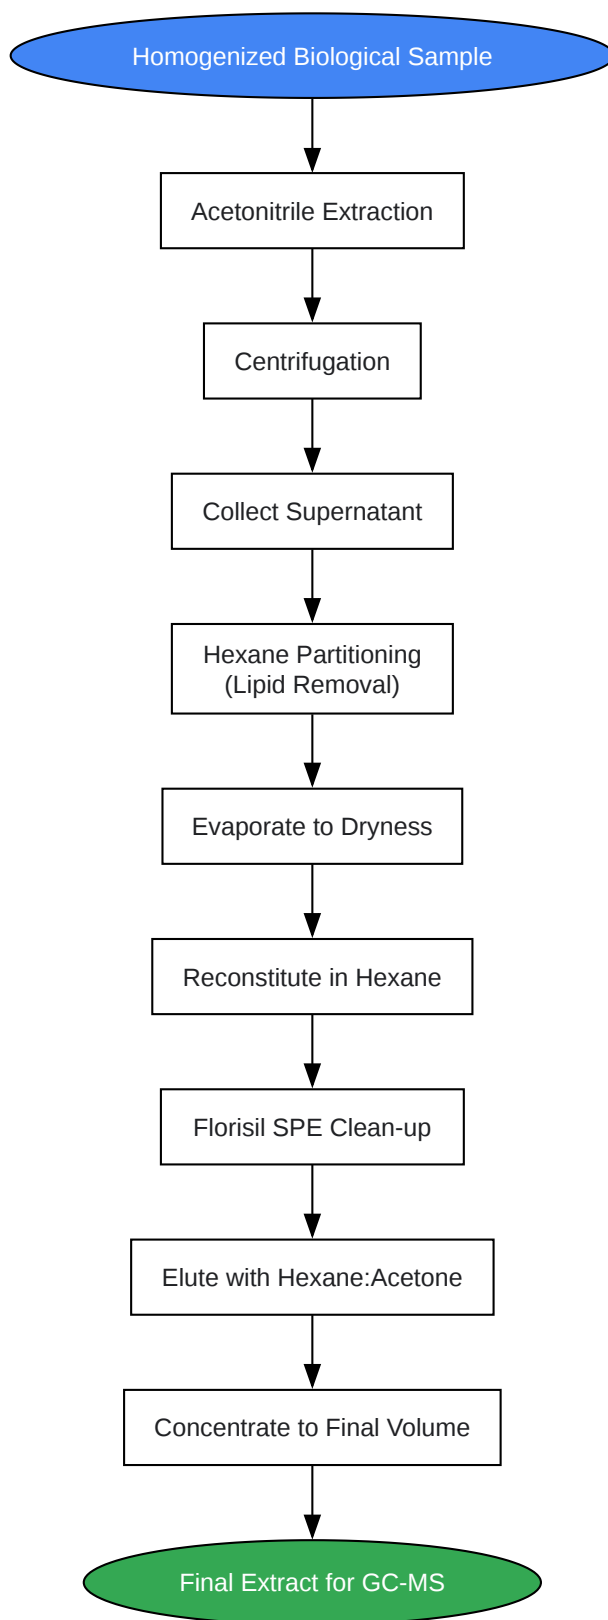 Homogenized Biological Sample
Acetonitrile Extraction
Centrifugation
Collect Supernatant
Hexane Partitioning
(Lipid Removal)
Evaporate to Dryness
Reconstitute in Hexane
Florisil SPE Clean-up
Elute with Hexane:Acetone
Concentrate to Final Volume
Final Extract for GC-MS